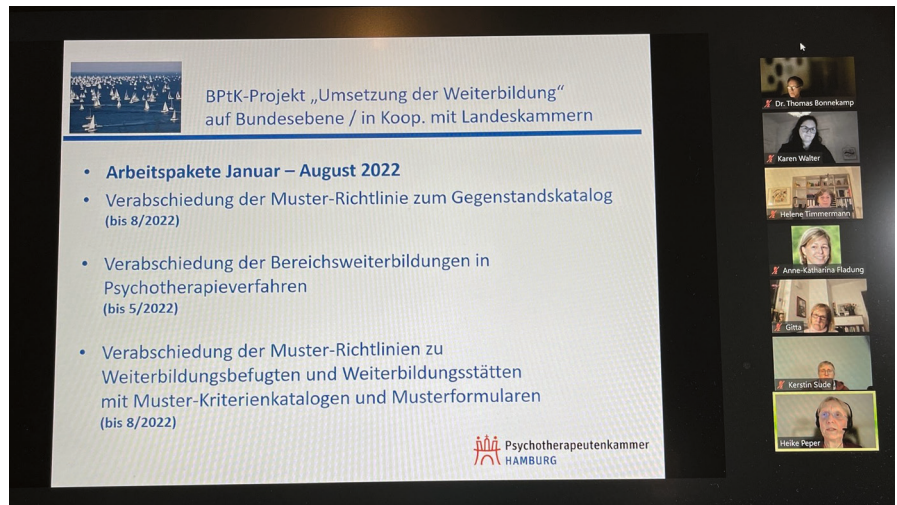 BPtK-Projekt „Umsetzung der Weiterbildung“
auf Bundesebene / in Koop. mit Landeskammern
• Arbeitspakete Januar – August 2022
• Verabschiedung der Muster-Richtlinie zum Gegenstandskatalog
(bis 8/2022)
• Verabschiedung der Bereichsweiterbildungen in
Psychotherapieverfahren
(bis 5/2022)
• Verabschiedung der Muster-Richtlinien zu
Weiterbildungsbefugten und Weiterbildungsstätten
mit Muster-Kriterienkatalogen und Musterformularen
(bis 8/2022)
Psychotherapeutenkammer
HAMBURG
Dr. Thomas Bonnekamp
Karen Walter
Helene Timmermann
Anne-Katharina Fladung
Gitta
Kerstin Sude
Heike Peper